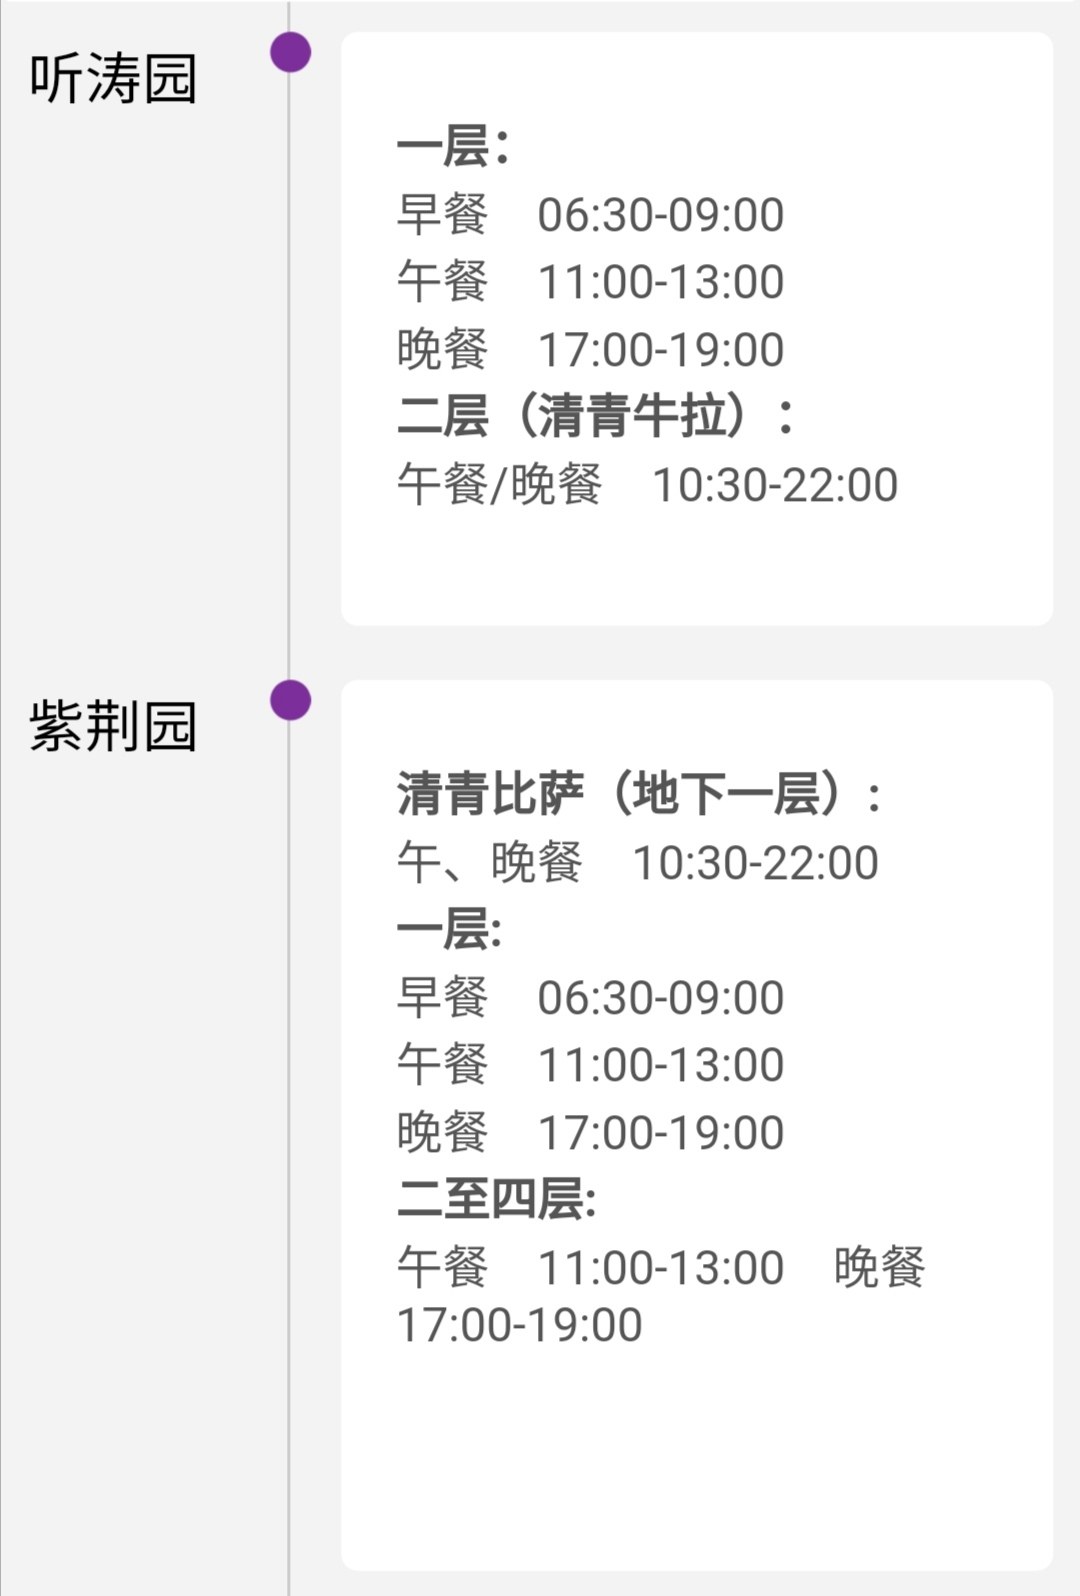 听涛园
一层：
早餐 06:30-09:00
午餐 11:00-13:00
晚餐 17:00-19:00
二层（清青牛拉）：
午餐/晚餐 10:30-22:00
紫荆园
清青比萨（地下一层）:
午、晚餐 10:30-22:00
一层:
早餐 06:30-09:00
午餐 11:00-13:00
晚餐 17:00-19:00
二至四层:
午餐 11:00-13:00 晚餐
17:00-19:00